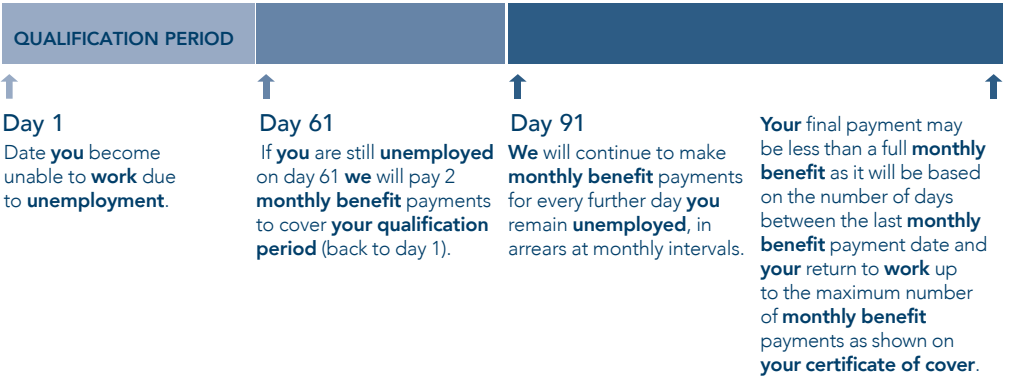 QUALIFICATION PERIOD
Day 1
Date you become
unable to work due
to unemployment.
Day 61
If you are still unemployed
on day 61 we will pay 2
monthly benefit payments
to cover your qualification
period (back to day 1).
Day 91
We will continue to make
monthly benefit payments
for every further day you
remain unemployed, in
arrears at monthly intervals.
Your final payment may
be less than a full monthly
benefit as it will be based
on the number of days
between the last monthly
benefit payment date and
your return to work up
to the maximum number
of monthly benefit
payments as shown on
your certificate of cover.